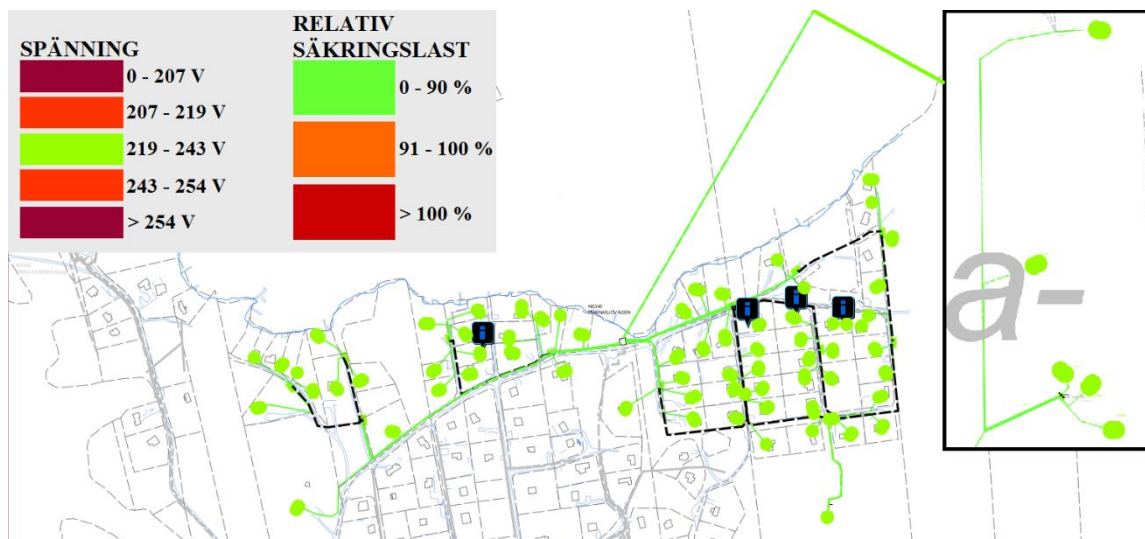 SPÄNNING
0 - 207 V
207 - 219 V
219 - 243 V
243 - 254 V
> 254 V
RELATIV
SÄKRINGSLAST
0 - 90 %
91 - 100 %
> 100 %
a-